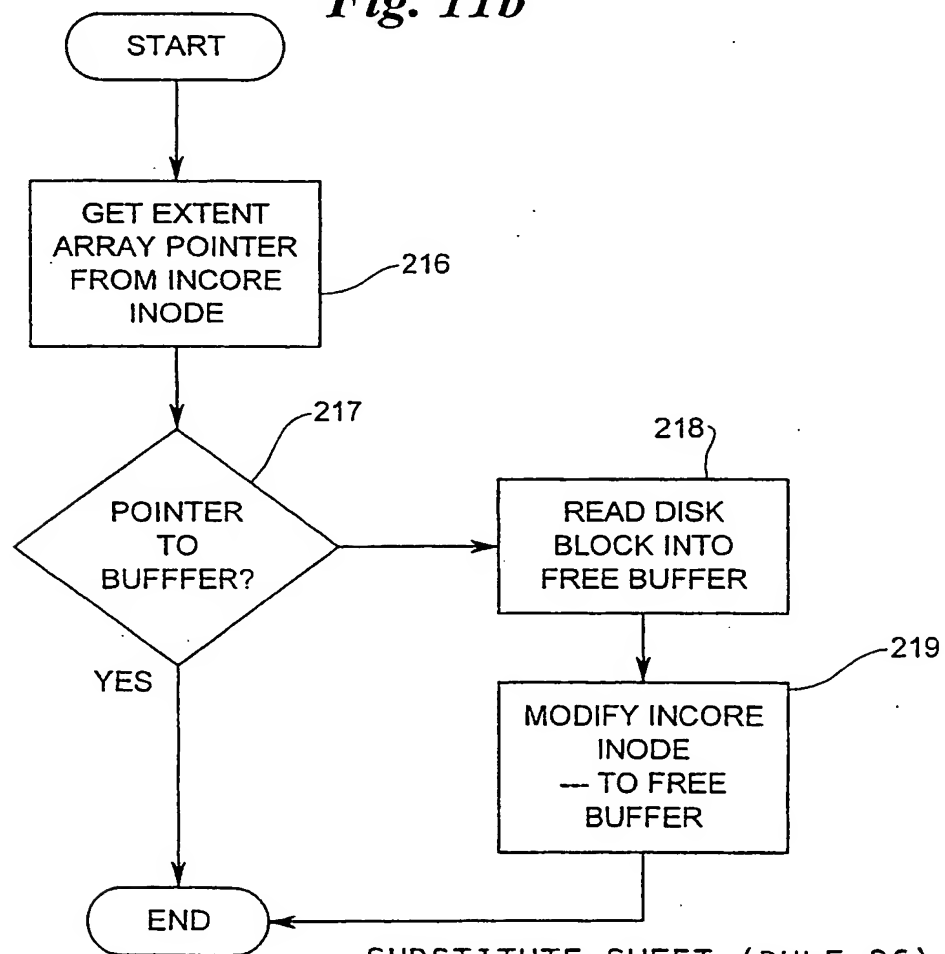 Fig. 11b
START
GET EXTENT
ARRAY POINTER
FROM INCORE
INODE
216
217
POINTER
TO
BUFFFER?
YES
218
READ DISK
BLOCK INTO
FREE BUFFER
219
MODIFY INCORE
INODE
--- TO FREE
BUFFER
END
SUBSTITUTE SHEET (RULE 26)